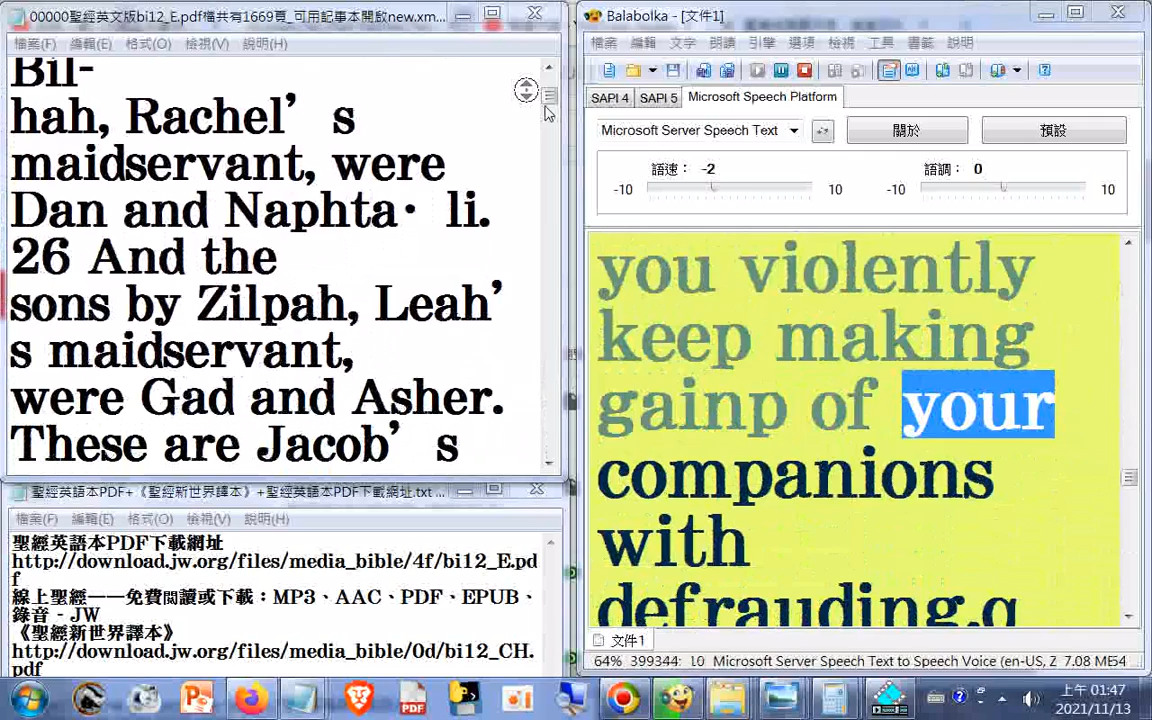 00000聖經英文版bi12_E.pdf檔共有1669頁_可用記事本開啟new.xm...
檔案(F) 編輯(E) 格式(O) 檢視(V) 說明(H)
Bil-
hah, Rachel’s
maidservant, were
Dan and Naphta·li.
26 And the
sons by Zilpah, Leah’
s maidservant,
were Gad and Asher.
These are Jacob’s
聖經英語本PDF+《聖經新世界譯本》+聖經英語本PDF下載網址.txt ...
檔案(F) 編輯(E) 格式(O) 檢視(V) 說明(H)
聖經英語本PDF下載網址
http://download.jw.org/files/media_bible/4f/bi12_E.pd
f
線上聖經——免費閱讀或下載：MP3、AAC、PDF、EPUB、
錄音 - JW
《聖經新世界譯本》
http://download.jw.org/files/media_bible/0d/bi12_CH.
pdf
Balabolka - [文件1]
檔案 編輯 文字 朗讀 引擎 選項 檢視 工具 書籤 說明
SAPI 4 SAPI 5 Microsoft Speech Platform
Microsoft Server Speech Text 關於 預設
語速： -2 語調： 0
-10 10 -10 10
you violently
keep making
gainp of your
companions
with
defrauding.q
文件1
64% 399344: 10 Microsoft Server Speech Text to Speech Voice (en-US, Z 7.08 ME54
PDF
上午 01:47
2021/11/13